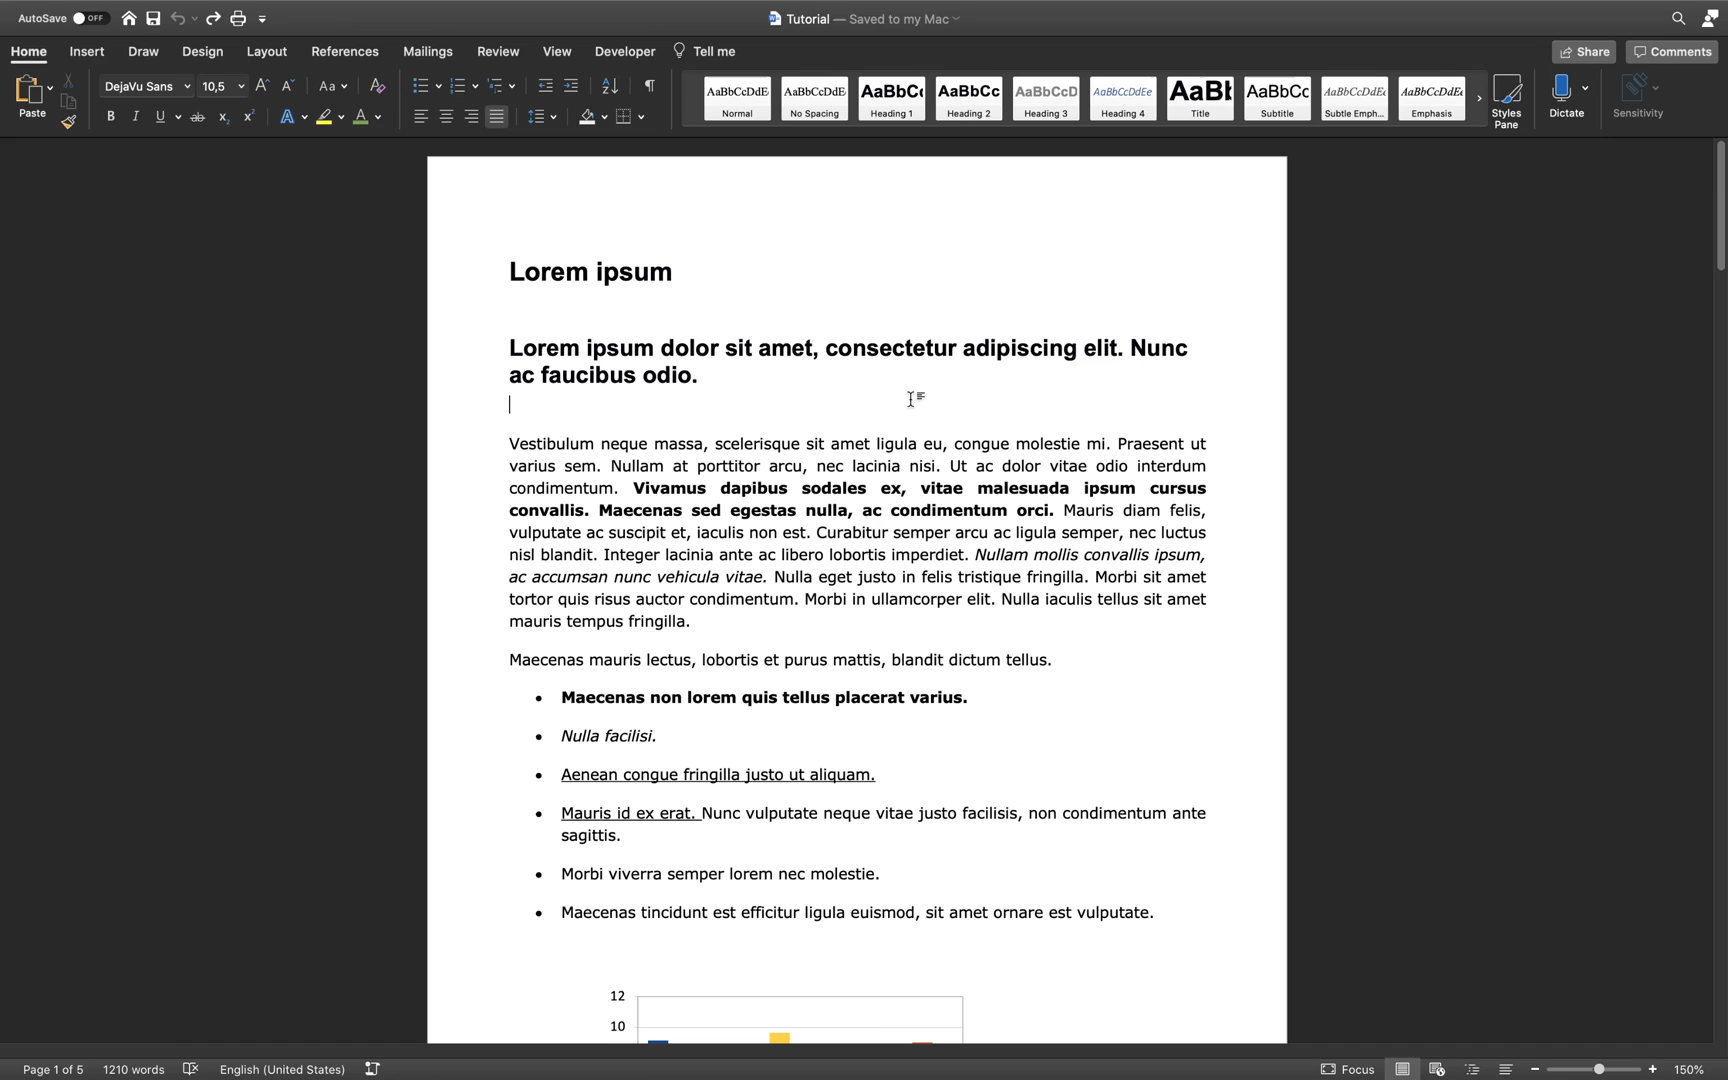 AutoSave OFF
Tutorial — Saved to my Mac
Home Insert Draw Design Layout References Mailings Review View Developer Tell me Share Comments
Paste
DejaVu Sans 10,5
AaBbCcDdE AaBbCcDdE AaBbC AaBbCc AaBbCcD AaBbCcDdEe AaB AaBbCc AaBbCcDdE AaBbCcDdE
Normal No Spacing Heading 1 Heading 2 Heading 3 Heading 4 Title Subtitle Subtle Emph... Emphasis
Styles Pane
Dictate
Sensitivity
Lorem ipsum
Lorem ipsum dolor sit amet, consectetur adipiscing elit. Nunc
ac faucibus odio.
Vestibulum neque massa, scelerisque sit amet ligula eu, congue molestie mi. Praesent ut
varius sem. Nullam at porttitor arcu, nec lacinia nisi. Ut ac dolor vitae odio interdum
condimentum. Vivamus dapibus sodales ex, vitae malesuada ipsum cursus
convallis. Maecenas sed egestas nulla, ac condimentum orci. Mauris diam felis,
vulputate ac suscipit et, iaculis non est. Curabitur semper arcu ac ligula semper, nec luctus
nisl blandit. Integer lacinia ante ac libero lobortis imperdiet. Nullam mollis convallis ipsum,
ac accumsan nunc vehicula vitae. Nulla eget justo in felis tristique fringilla. Morbi sit amet
tortor quis risus auctor condimentum. Morbi in ullamcorper elit. Nulla iaculis tellus sit amet
mauris tempus fringilla.
Maecenas mauris lectus, lobortis et purus mattis, blandit dictum tellus.
• Maecenas non lorem quis tellus placerat varius.
• Nulla facilisi.
• Aenean congue fringilla justo ut aliquam.
• Mauris id ex erat. Nunc vulputate neque vitae justo facilisis, non condimentum ante
sagittis.
• Morbi viverra semper lorem nec molestie.
• Maecenas tincidunt est efficitur ligula euismod, sit amet ornare est vulputate.
12
10
Page 1 of 5 1210 words English (United States) Focus 150%